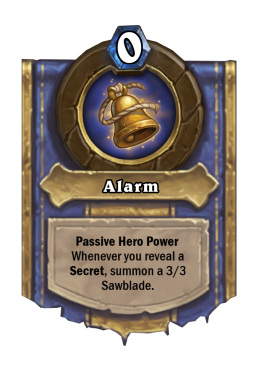 0
Alarm
Passive Hero Power
Whenever you reveal a
Secret, summon a 3/3
Sawblade.